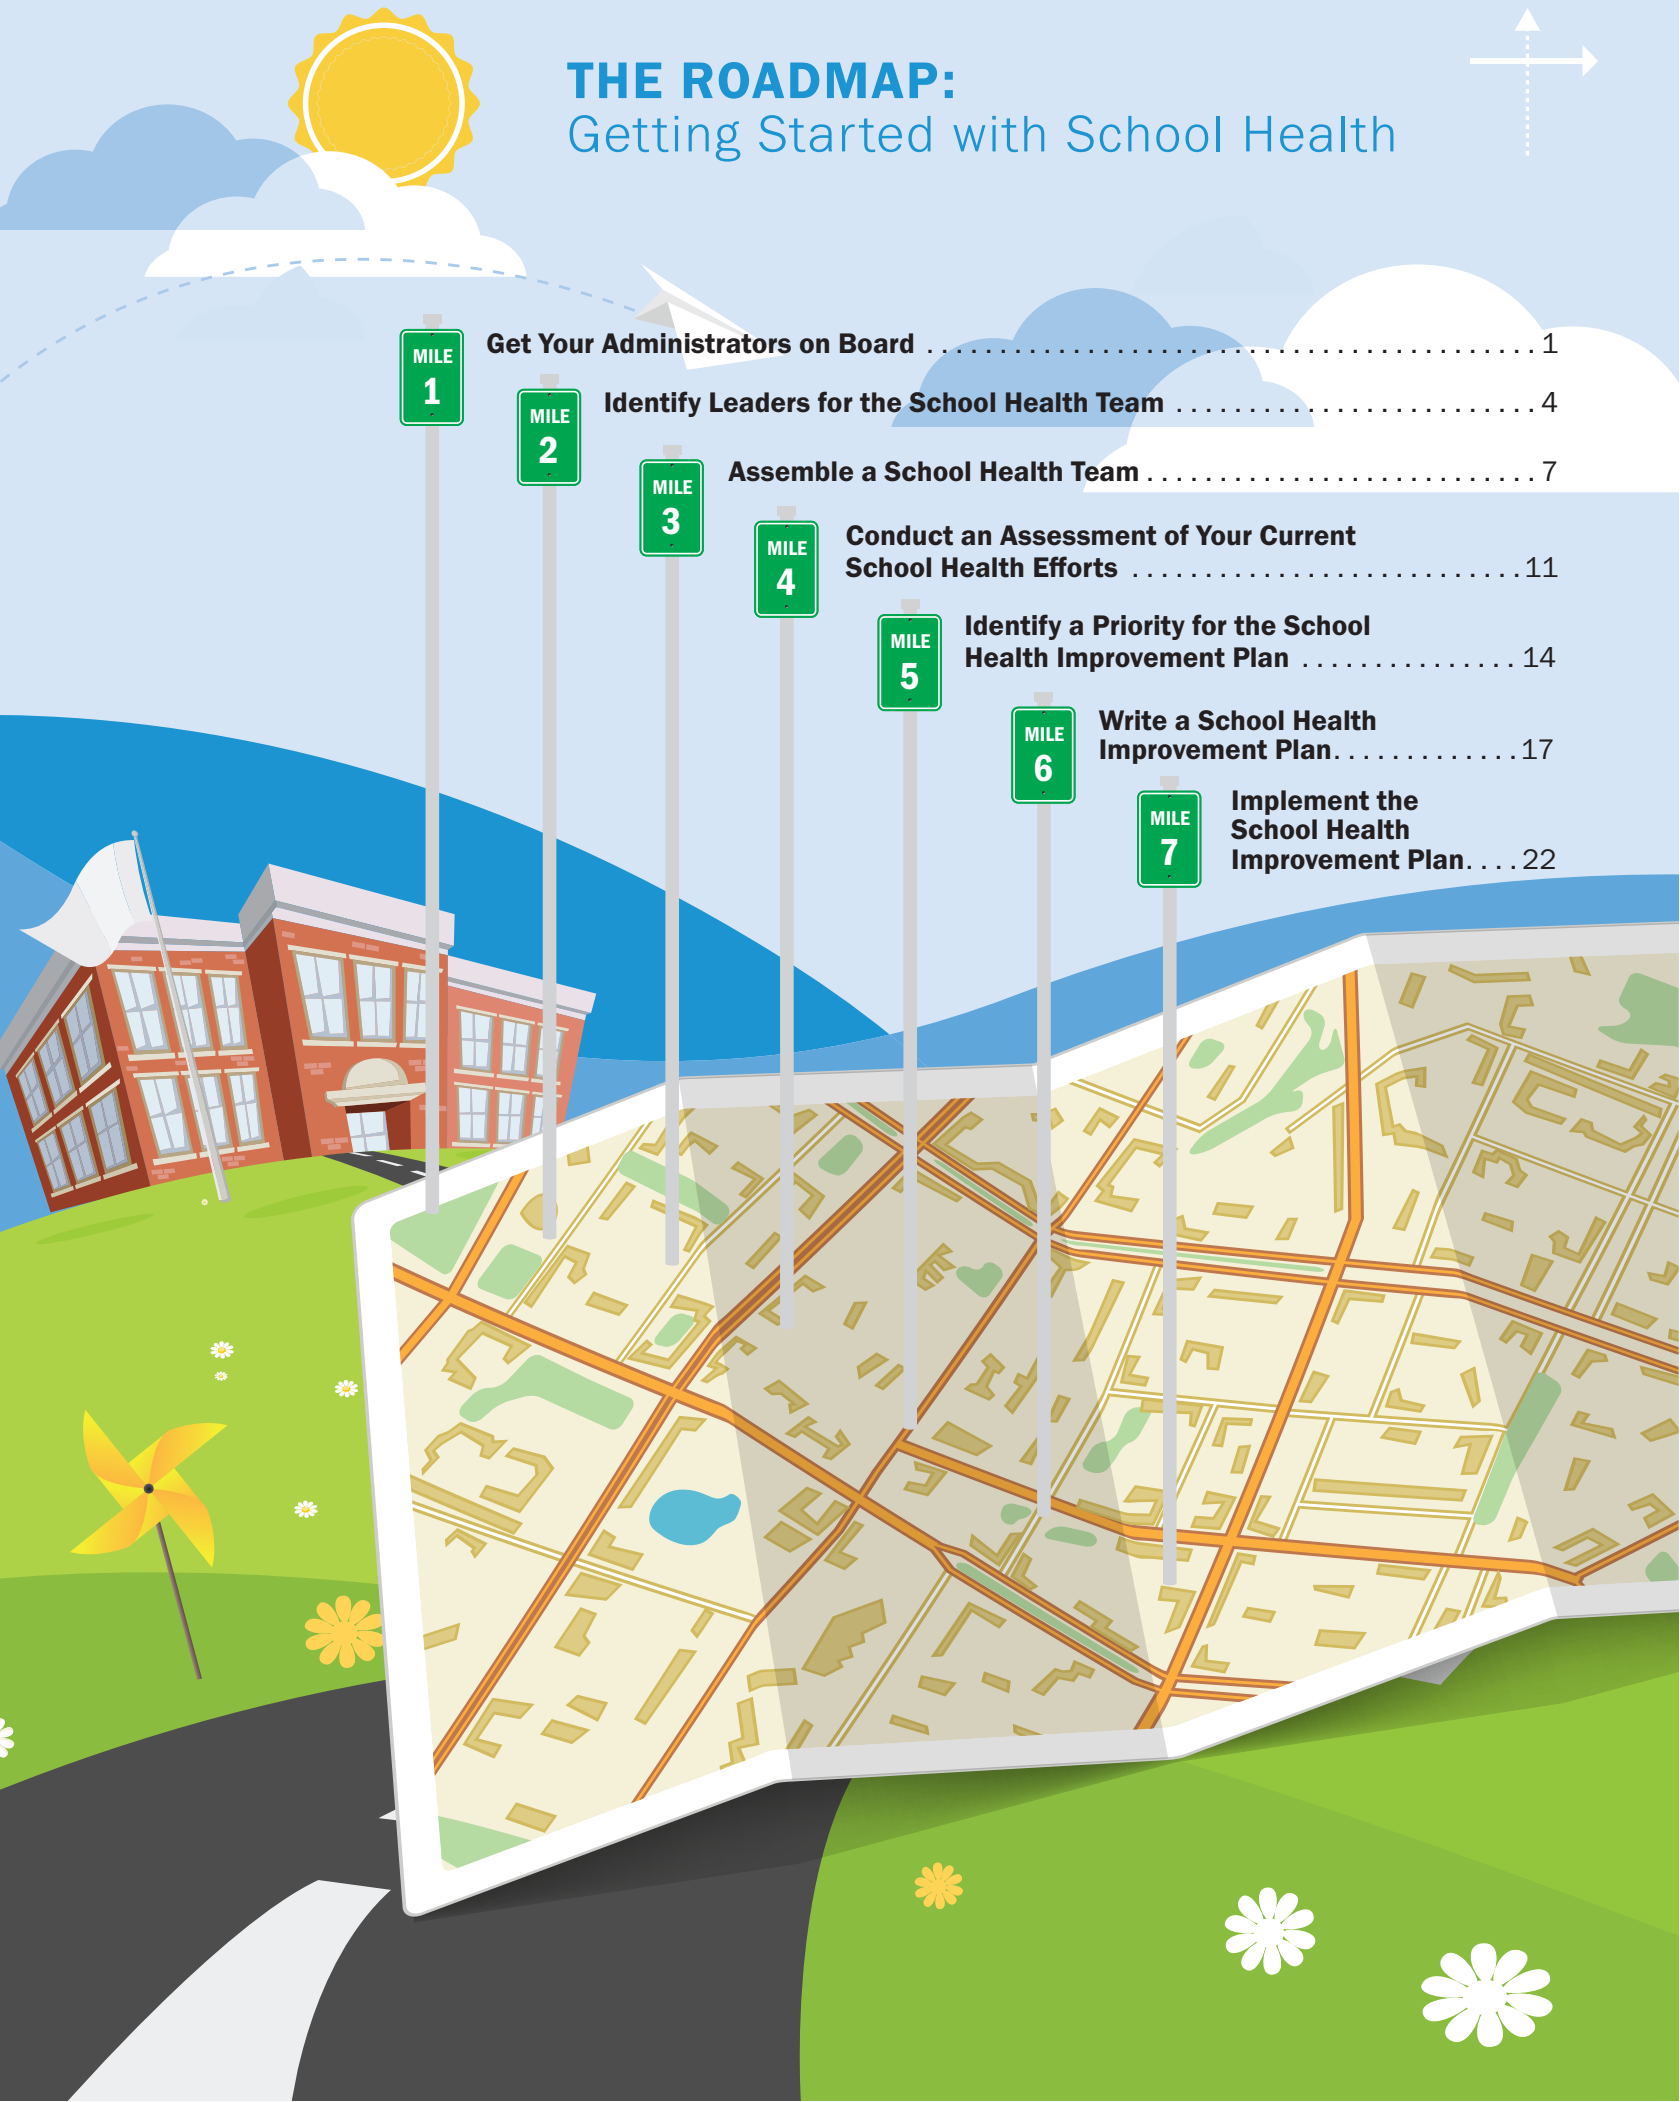 THE ROADMAP:
Getting Started with School Health
MILE
1
Get Your Administrators on Board . . . . . . . . . . . . . . . . . . . . . . . . . . . . . . . . . . . . . . . . . . 1
MILE
2
Identify Leaders for the School Health Team . . . . . . . . . . . . . . . . . . . . . . . . . 4
MILE
3
Assemble a School Health Team . . . . . . . . . . . . . . . . . . . . . . . . . . . 7
MILE
4
Conduct an Assessment of Your Current
School Health Efforts . . . . . . . . . . . . . . . . . . . . . . . . . . . 11
MILE
5
Identify a Priority for the School
Health Improvement Plan . . . . . . . . . . . . . . . 14
MILE
6
Write a School Health
Improvement Plan . . . . . . . . . . . . . 17
MILE
7
Implement the
School Health
Improvement Plan . . . . 22